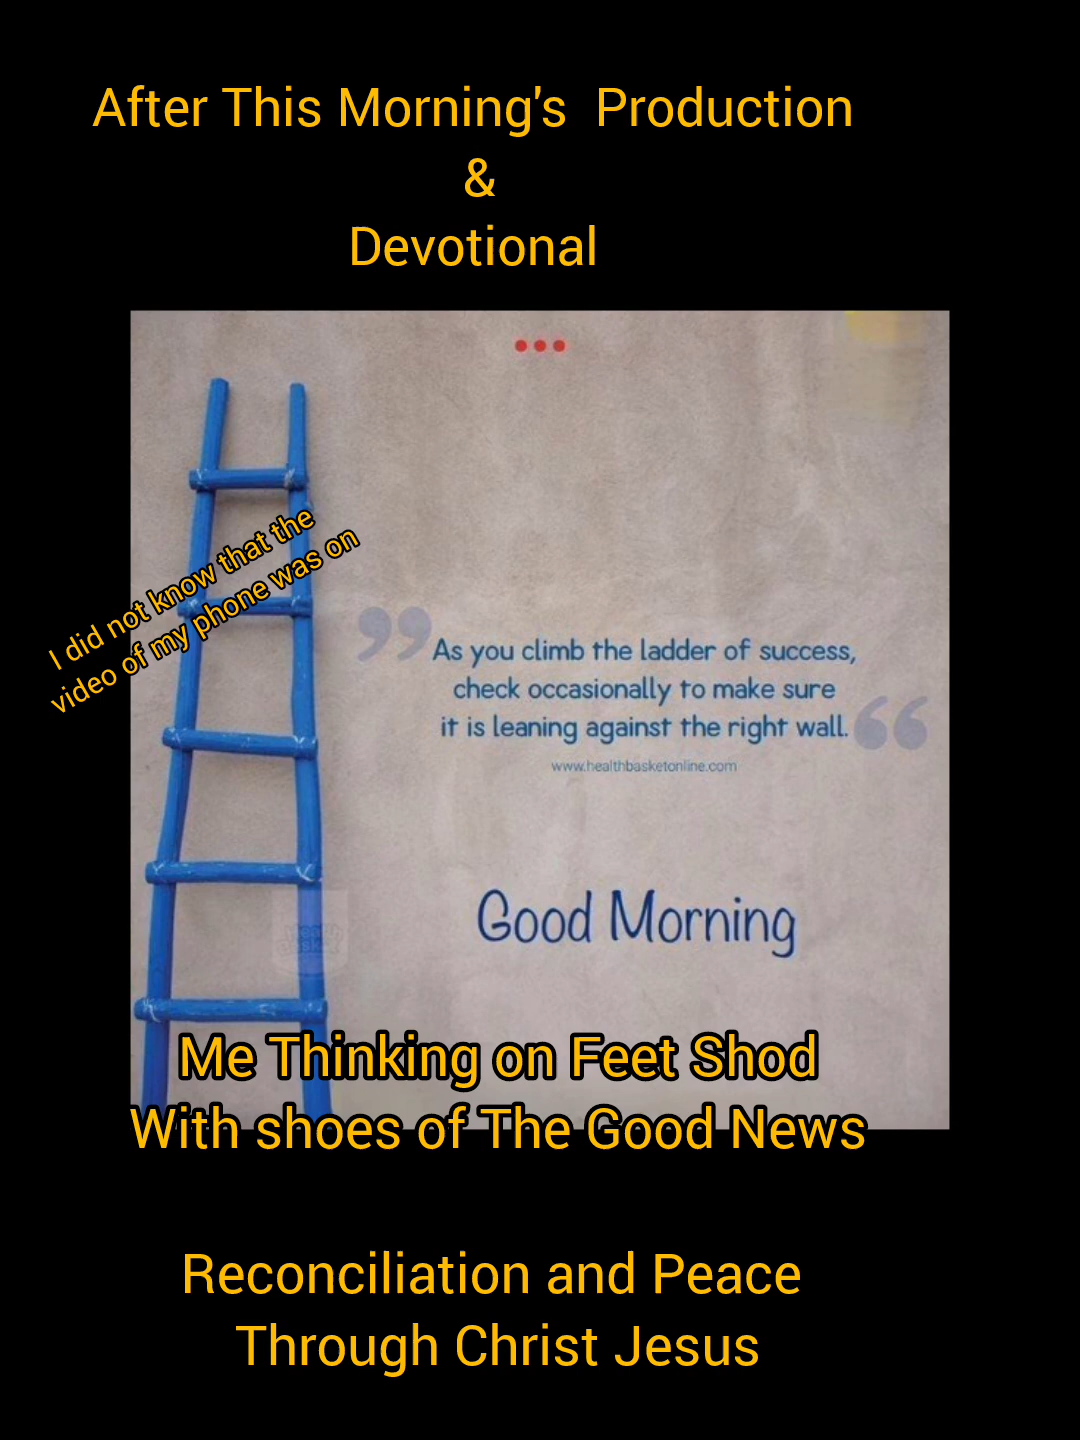 After This Morning's Production
&
Devotional
I did not know that the
video of my phone was on
” As you climb the ladder of success,
check occasionally to make sure
it is leaning against the right wall. “
www.healthbasketonline.com
Good Morning
Me Thinking on Feet Shod
With shoes of The Good News
Reconciliation and Peace
Through Christ Jesus